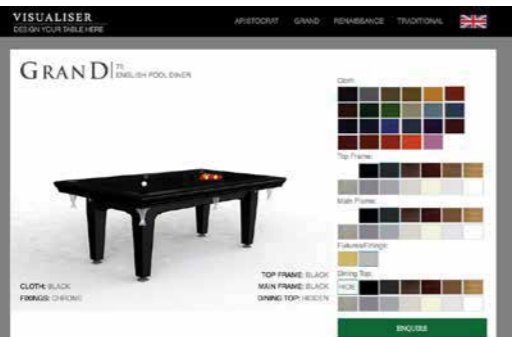 VISUALISER
DESIGN YOUR TABLE HERE
ARISTOCRAT GRAND RENAISSANCE TRADITIONAL
GRAND
7ft
ENGLISH POOL DINER
Cloth:
Top Frame:
Main Frame:
Fixtures/Fittings:
Dining Top:
HIDE
CLOTH: BLACK
FIXINGS: CHROME
TOP FRAME: BLACK
MAIN FRAME: BLACK
DINING TOP: HIDDEN
ENQUIRE